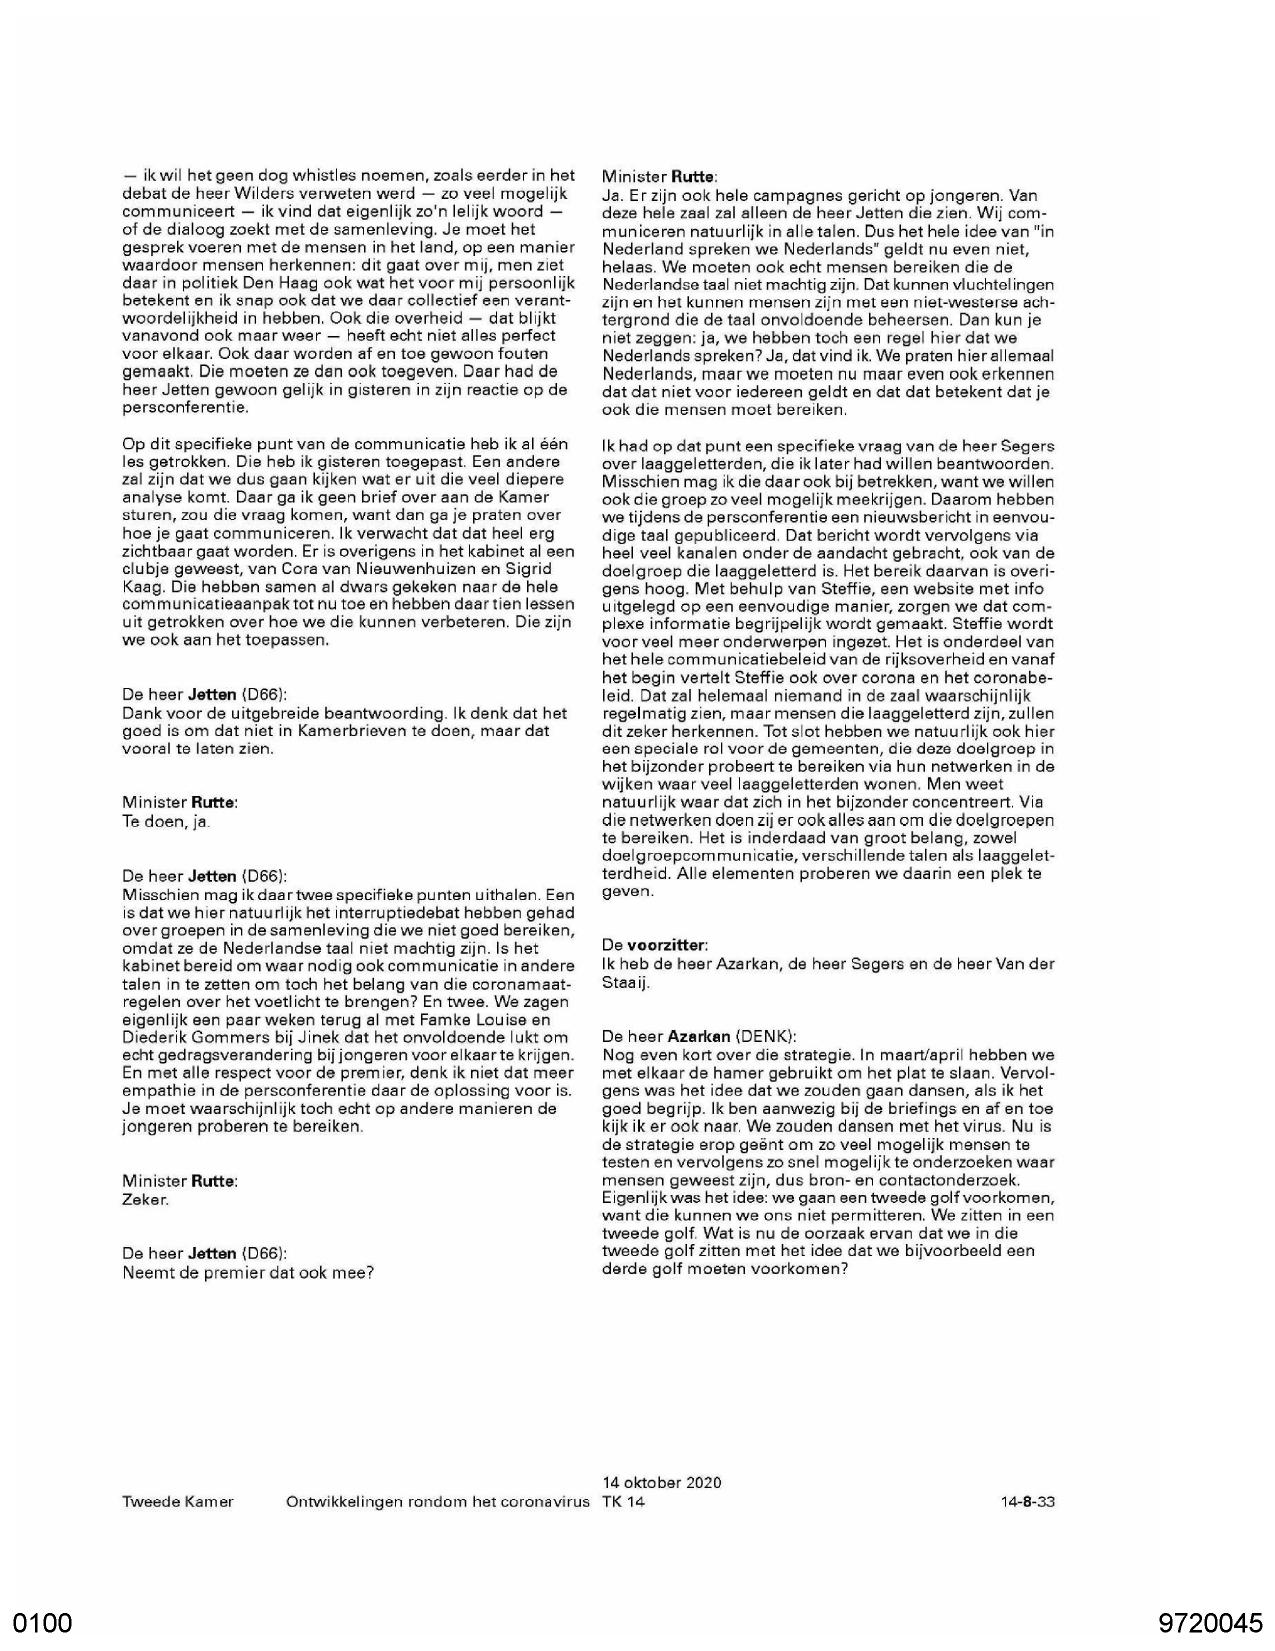 — ik wil het geen dog whistles noemen, zoals eerder in het
debat de heer Wilders verweten werd — zo veel mogelijk
communiceert — ik vind dat eigenlijk zo'n lelijk woord —
of de dialoog zoekt met de samenleving. Je moet het
gesprek voeren met de mensen in het land, op een manier
waardoor mensen herkennen: dit gaat over mij, men ziet
daar in politiek Den Haag ook wat het voor mij persoonlijk
betekent en ik snap ook dat we daar collectief een verant-
woordelijkheid in hebben. Ook die overheid — dat blijkt
vanavond ook maar weer — heeft echt niet alles perfect
voor elkaar. Ook daar worden af en toe gewoon fouten
gemaakt. Die moeten ze dan ook toegeven. Daar had de
heer Jetten gewoon gelijk in gisteren in zijn reactie op de
persconferentie.
Op dit specifieke punt van de communicatie heb ik al één
les getrokken. Die heb ik gisteren toegepast. Een andere
zal zijn dat we dus gaan kijken wat er uit die veel diepere
analyse komt. Daar ga ik geen brief over aan de Kamer
sturen, zou die vraag komen, want dan ga je praten over
hoe je gaat communiceren. Ik verwacht dat dat heel erg
zichtbaar gaat worden. Er is overigens in het kabinet al een
clubje geweest, van Cora van Nieuwenhuizen en Sigrid
Kaag. Die hebben samen al dwars gekeken naar de hele
communicatieaanpak tot nu toe en hebben daar tien lessen
uit getrokken over hoe we die kunnen verbeteren. Die zijn
we ook aan het toepassen.
De heer Jetten (D66):
Dank voor de uitgebreide beantwoording. Ik denk dat het
goed is om dat niet in Kamerbrieven te doen, maar dat
vooral te laten zien.
Minister Rutte:
Te doen, ja.
De heer Jetten (D66):
Misschien mag ik daar twee specifieke punten uithalen. Een
is dat we hier natuurlijk het interruptiedebat hebben gehad
over groepen in de samenleving die we niet goed bereiken,
omdat ze de Nederlandse taal niet machtig zijn. Is het
kabinet bereid om waar nodig ook communicatie in andere
talen in te zetten om toch het belang van die coronamaat-
regelen over het voetlicht te brengen? En twee. We zagen
eigenlijk een paar weken terug al met Famke Louise en
Diederik Gommers bij Jinek dat het onvoldoende lukt om
echt gedragsverandering bij jongeren voor elkaar te krijgen.
En met alle respect voor de premier, denk ik niet dat meer
empathie in de persconferentie daar de oplossing voor is.
Je moet waarschijnlijk toch echt op andere manieren de
jongeren proberen te bereiken.
Minister Rutte:
Zeker.
De heer Jetten (D66):
Neemt de premier dat ook mee?
Minister Rutte:
Ja. Er zijn ook hele campagnes gericht op jongeren. Van
deze hele zaal zal alleen de heer Jetten die zien. Wij com-
municeren natuurlijk in alle talen. Dus het hele idee van "in
Nederland spreken we Nederlands" geldt nu even niet,
helaas. We moeten ook echt mensen bereiken die de
Nederlandse taal niet machtig zijn. Dat kunnen vluchtelingen
zijn en het kunnen mensen zijn met een niet-westerse ach-
tergrond die de taal onvoldoende beheersen. Dan kun je
niet zeggen: ja, we hebben toch een regel hier dat we
Nederlands spreken? Ja, dat vind ik. We praten hier allemaal
Nederlands, maar we moeten nu maar even ook erkennen
dat dat niet voor iedereen geldt en dat dat betekent dat je
ook die mensen moet bereiken.
Ik had op dat punt een specifieke vraag van de heer Segers
over laaggeletterden, die ik later had willen beantwoorden.
Misschien mag ik die daar ook bij betrekken, want we willen
ook die groep zo veel mogelijk meekrijgen. Daarom hebben
we tijdens de persconferentie een nieuwsbericht in eenvou-
dige taal gepubliceerd. Dat bericht wordt vervolgens via
heel veel kanalen onder de aandacht gebracht, ook van de
doelgroep die laaggeletterd is. Het bereik daarvan is overi-
gens hoog. Met behulp van Steffie, een website met info
uitgelegd op een eenvoudige manier, zorgen we dat com-
plexe informatie begrijpelijk wordt gemaakt. Steffie wordt
voor veel meer onderwerpen ingezet. Het is onderdeel van
het hele communicatiebeleid van de rijksoverheid en vanaf
het begin vertelt Steffie ook over corona en het coronabe-
leid. Dat zal helemaal niemand in de zaal waarschijnlijk
regelmatig zien, maar mensen die laaggeletterd zijn, zullen
dit zeker herkennen. Tot slot hebben we natuurlijk ook hier
een speciale rol voor de gemeenten, die deze doelgroep in
het bijzonder probeert te bereiken via hun netwerken in de
wijken waar veel laaggeletterden wonen. Men weet
natuurlijk waar dat zich in het bijzonder concentreert. Via
die netwerken doen zij er ook alles aan om die doelgroepen
te bereiken. Het is inderdaad van groot belang, zowel
doelgroepcommunicatie, verschillende talen als laaggelet-
terdheid. Alle elementen proberen we daarin een plek te
geven.
De voorzitter:
Ik heb de heer Azarkan, de heer Segers en de heer Van der
Staaij.
De heer Azarkan (DENK):
Nog even kort over die strategie. In maart/april hebben we
met elkaar de hamer gebruikt om het plat te slaan. Vervol-
gens was het idee dat we zouden gaan dansen, als ik het
goed begrijp. Ik ben aanwezig bij de briefings en af en toe
kijk ik er ook naar. We zouden dansen met het virus. Nu is
de strategie erop geënt om zo veel mogelijk mensen te
testen en vervolgens zo snel mogelijk te onderzoeken waar
mensen geweest zijn, dus bron- en contactonderzoek.
Eigenlijk was het idee: we gaan een tweede golf voorkomen,
want die kunnen we ons niet permitteren. We zitten in een
tweede golf. Wat is nu de oorzaak ervan dat we in die
tweede golf zitten met het idee dat we bijvoorbeeld een
derde golf moeten voorkomen?
14 oktober 2020
Tweede Kamer Ontwikkelingen rondom het coronavirus TK 14 14-8-33
0100 9720045